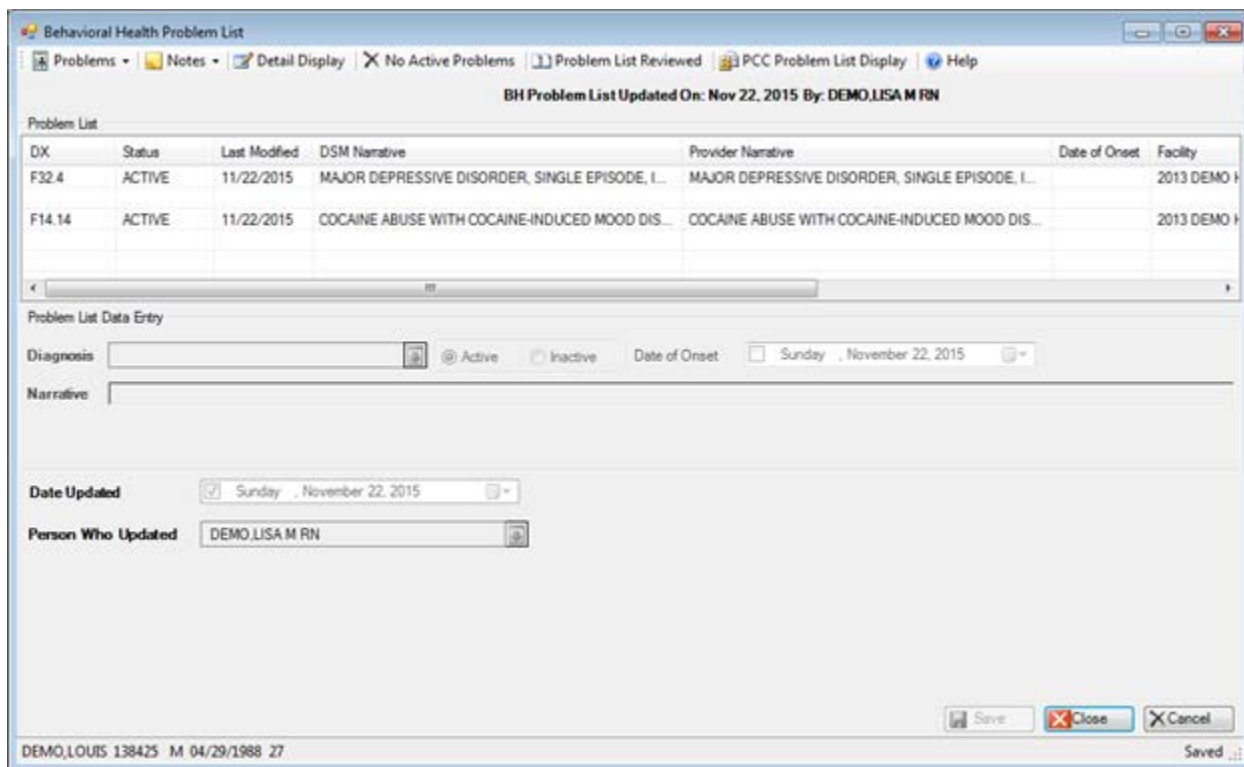 Behavioral Health Problem List
Problems Notes Detail Display No Active Problems Problem List Reviewed PCC Problem List Display Help
BH Problem List Updated On: Nov 22, 2015 By: DEMO,LISA M RN
Problem List
DX Status Last Modified DSM Narrative Provider Narrative Date of Onset Facility
F32.4 ACTIVE 11/22/2015 MAJOR DEPRESSIVE DISORDER, SINGLE EPISODE, I... MAJOR DEPRESSIVE DISORDER, SINGLE EPISODE, I... 2013 DEMO H
F14.14 ACTIVE 11/22/2015 COCAINE ABUSE WITH COCAINE-INDUCED MOOD DIS... COCAINE ABUSE WITH COCAINE-INDUCED MOOD DIS... 2013 DEMO H
Problem List Data Entry
Diagnosis Active Inactive Date of Onset Sunday , November 22, 2015
Narrative
Date Updated Sunday , November 22, 2015
Person Who Updated DEMO,LISA M RN
Save Close Cancel
DEMO,LOUIS 138425 M 04/29/1988 27 Saved